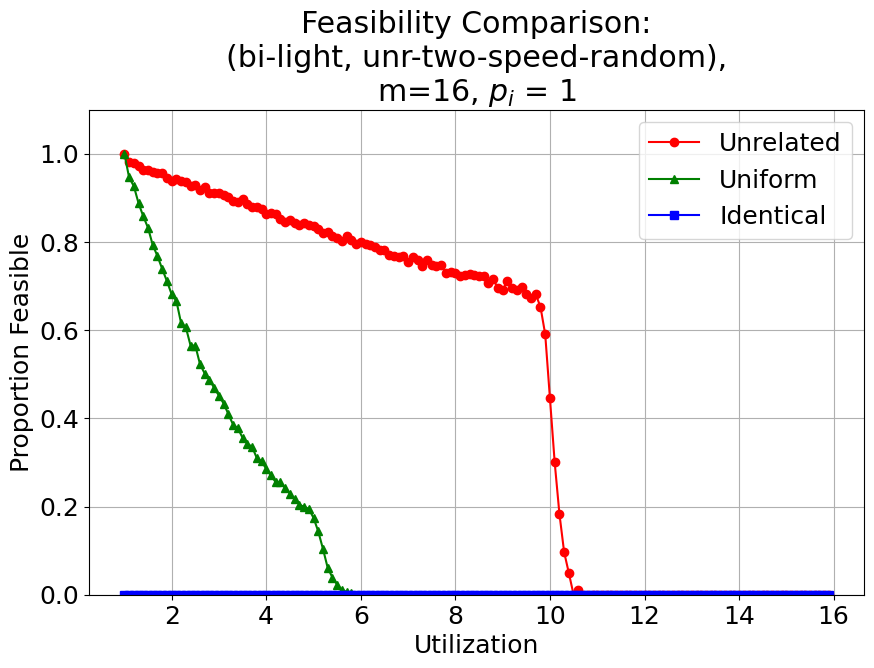 Feasibility Comparison:
(bi-light, unr-two-speed-random),
m=16, $p_i$ = 1
Unrelated
Uniform
Identical
Proportion Feasible
1.0
0.8
0.6
0.4
0.2
0.0
2 4 6 8 10 12 14 16
Utilization